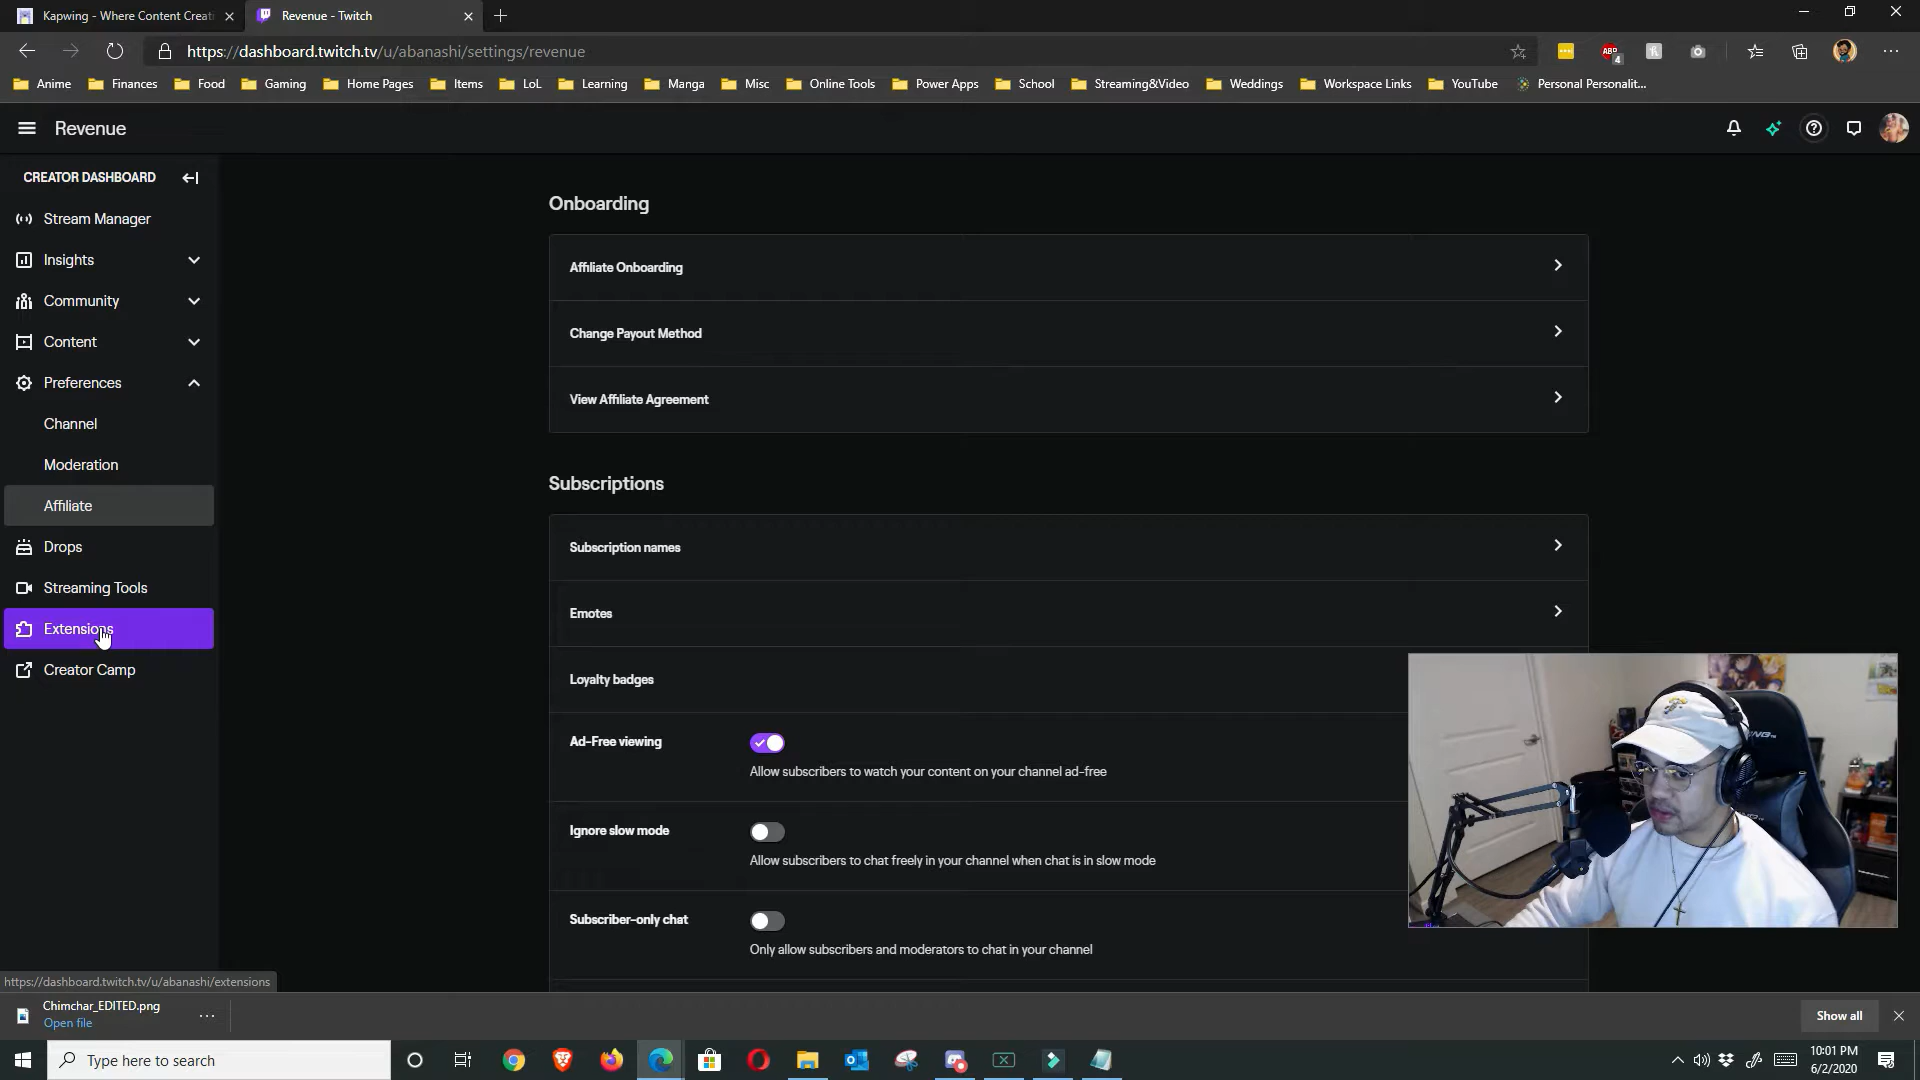 Kapwing - Where Content Creati
Revenue - Twitch
https://dashboard.twitch.tv/u/abanashi/settings/revenue
ABP
4
Anime
Finances
Food
Gaming
Home Pages
Items
LoL
Learning
Manga
Misc
Online Tools
Power Apps
School
Streaming&Video
Weddings
Workspace Links
YouTube
Personal Personalit...
Revenue
CREATOR DASHBOARD
Stream Manager
Insights
Community
Content
Preferences
Channel
Moderation
Affiliate
Drops
Streaming Tools
Extensions
Creator Camp
Onboarding
Affiliate Onboarding
Change Payout Method
View Affiliate Agreement
Subscriptions
Subscription names
Emotes
Loyalty badges
Ad-Free viewing
Allow subscribers to watch your content on your channel ad-free
Ignore slow mode
Allow subscribers to chat freely in your channel when chat is in slow mode
Subscriber-only chat
Only allow subscribers and moderators to chat in your channel
https://dashboard.twitch.tv/u/abanashi/extensions
Chimchar_EDITED.png
Open file
Show all
Type here to search
10:01 PM
6/2/2020